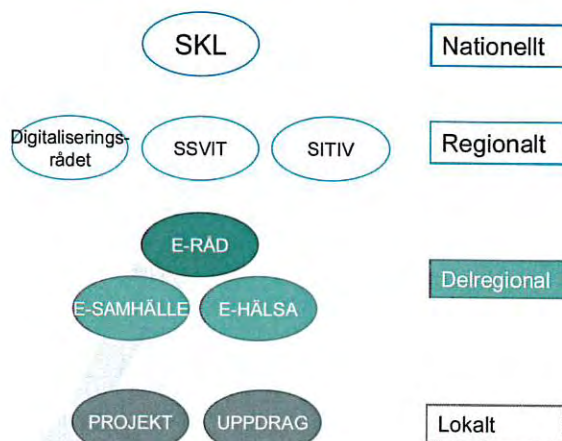 SKL
Nationellt
Digitaliserings-
rådet
SSVIT
SITIV
Regionalt
E-RÅD
E-SAMHÄLLE
E-HÄLSA
Delregional
PROJEKT
UPPDRAG
Lokalt